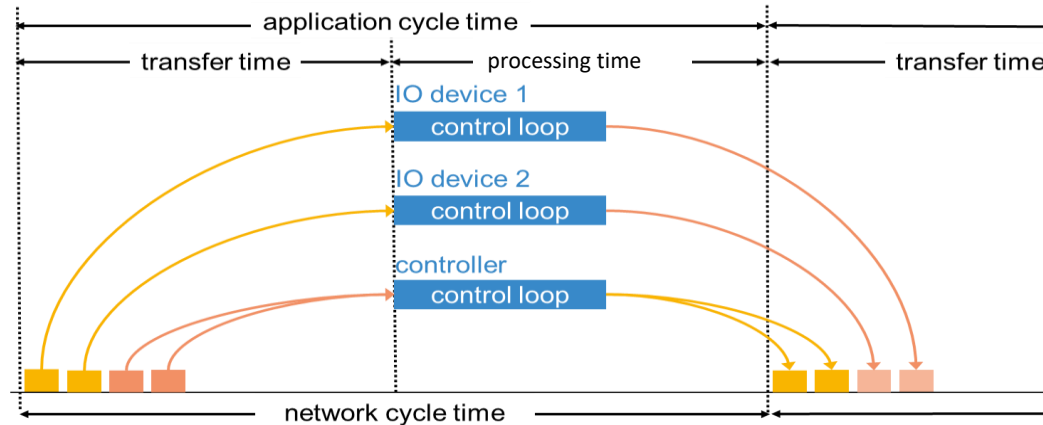 application cycle time
transfer time
processing time
transfer time
IO device 1
control loop
IO device 2
control loop
controller
control loop
network cycle time